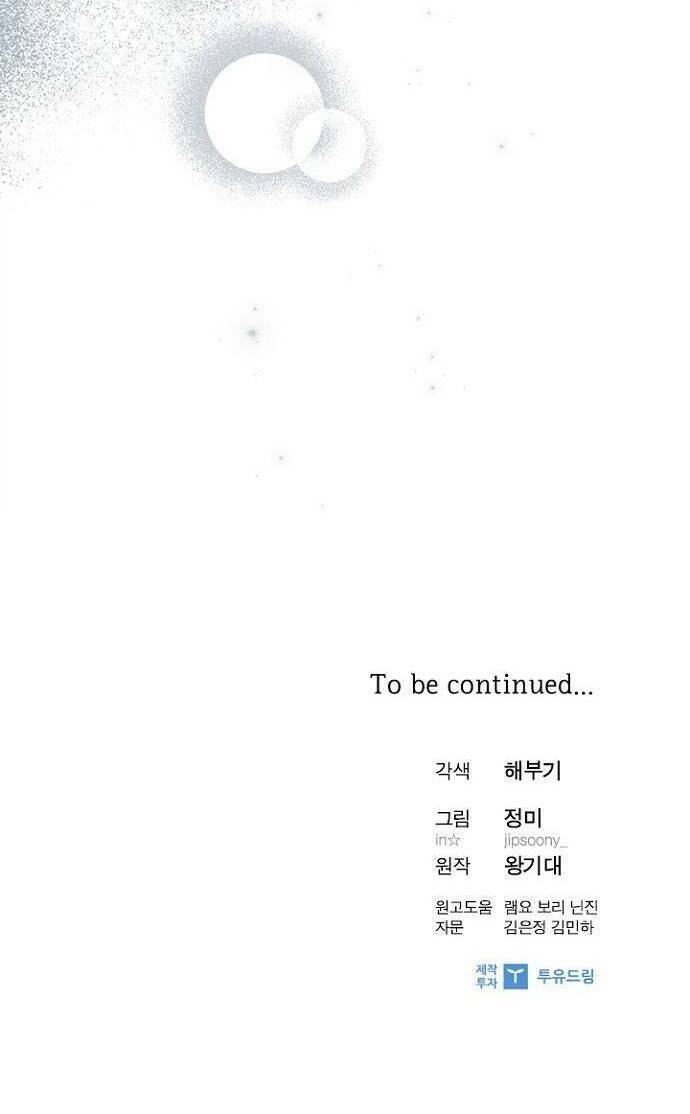 To be continued...
각색 해부기
그림 정미
in☆ jipsoony_
원작 왕기대
원고도움 램요 보리 닌진
자문 김은정 김민하
제작
투자 투유드림